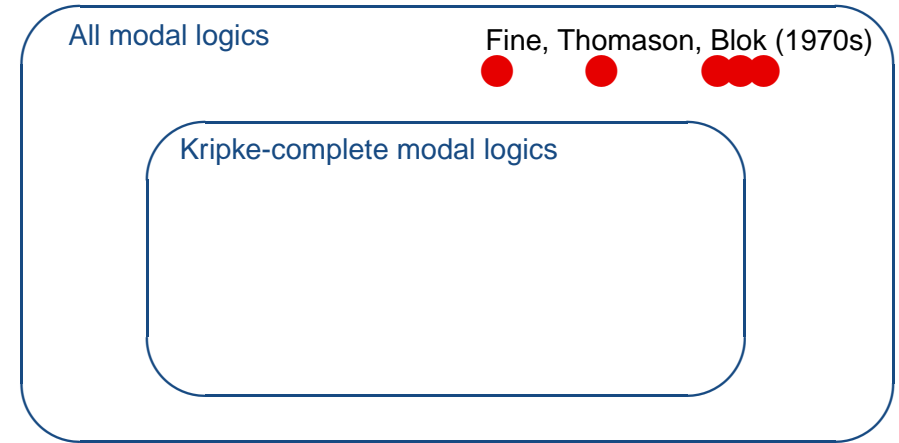 All modal logics
Fine, Thomason, Blok (1970s)
Kripke-complete modal logics